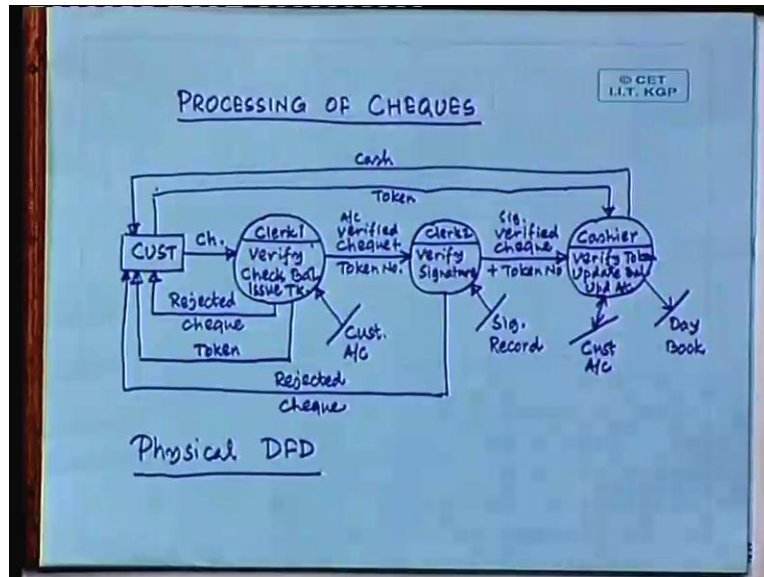 © CET
I.I.T. KGP
PROCESSING OF CHEQUES
Cash
Token
CUST
Ch.
Clerk1
Verify
Check Bal
Issue Tk.
A/C
verified
cheque+
Token No.
Clerk2
Verify
Signature
Sig.
verified
cheque
+ Token No
Cashier
Verify Token
Update Bal
Upd A/c
Rejected
cheque
Token
Cust.
A/C
Sig.
Record
Cust
A/C
Day
Book
Rejected
cheque
Physical DFD